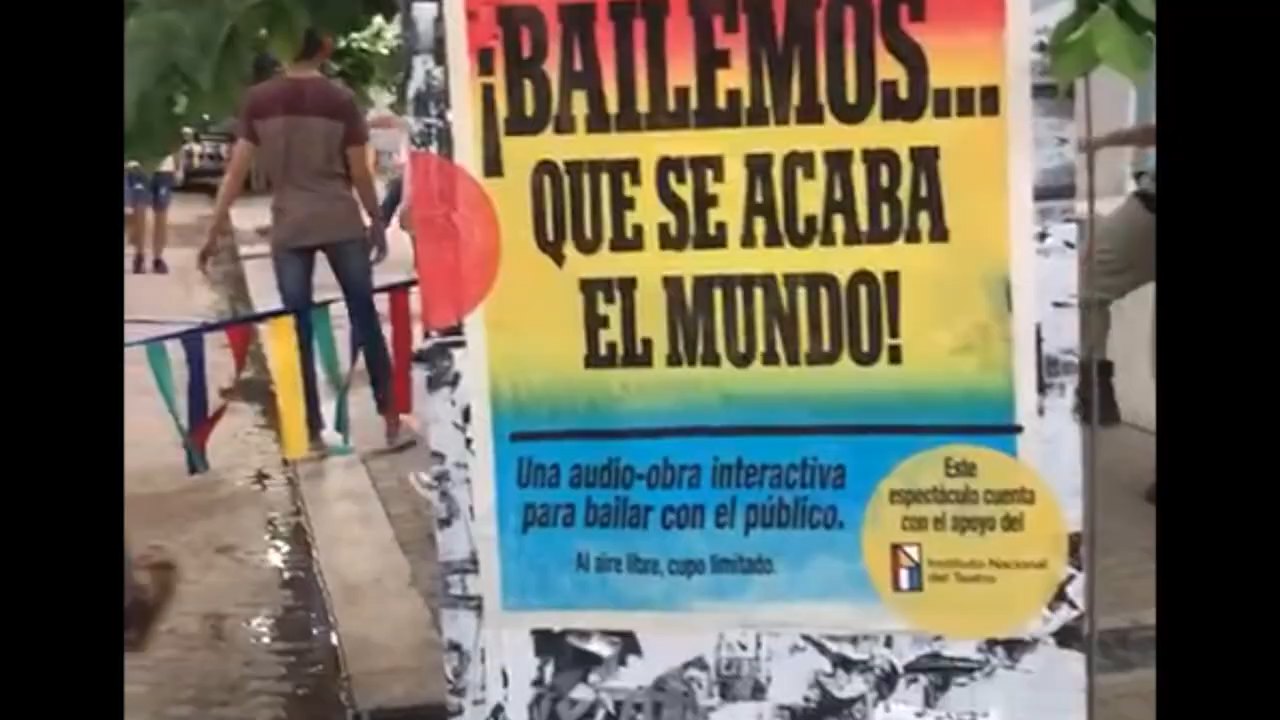 ¡BAILEMOS...
QUE SE ACABA
EL MUNDO!
Una audio-obra interactiva
para bailar con el público.
Al aire libre, cupo limitado.
Este
espectáculo cuenta
con el apoyo del
Instituto Nacional
del Teatro